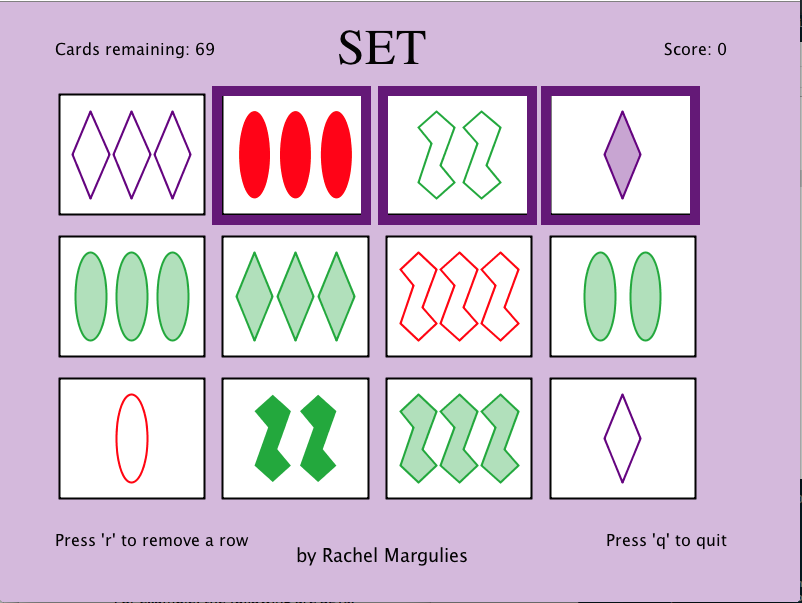 Cards remaining: 69
SET
Score: 0
Press 'r' to remove a row
by Rachel Margulies
Press 'q' to quit